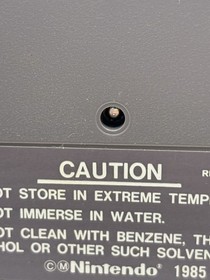 CAUTION
OT STORE IN EXTREME TEMP
OT IMMERSE IN WATER.
OT CLEAN WITH BENZENE, TH
HOL OR OTHER SUCH SOLVEN
©ⓂNintendo® 1985